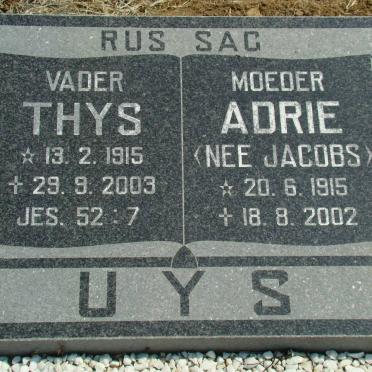 RUS SAG
VADER
THYS
☆ 13. 2. 1915
✝ 29. 9. 2003
JES. 52 : 7
MOEDER
ADRIE
(NEE JACOBS)
☆ 20. 6. 1915
✝ 18. 8. 2002
UYS